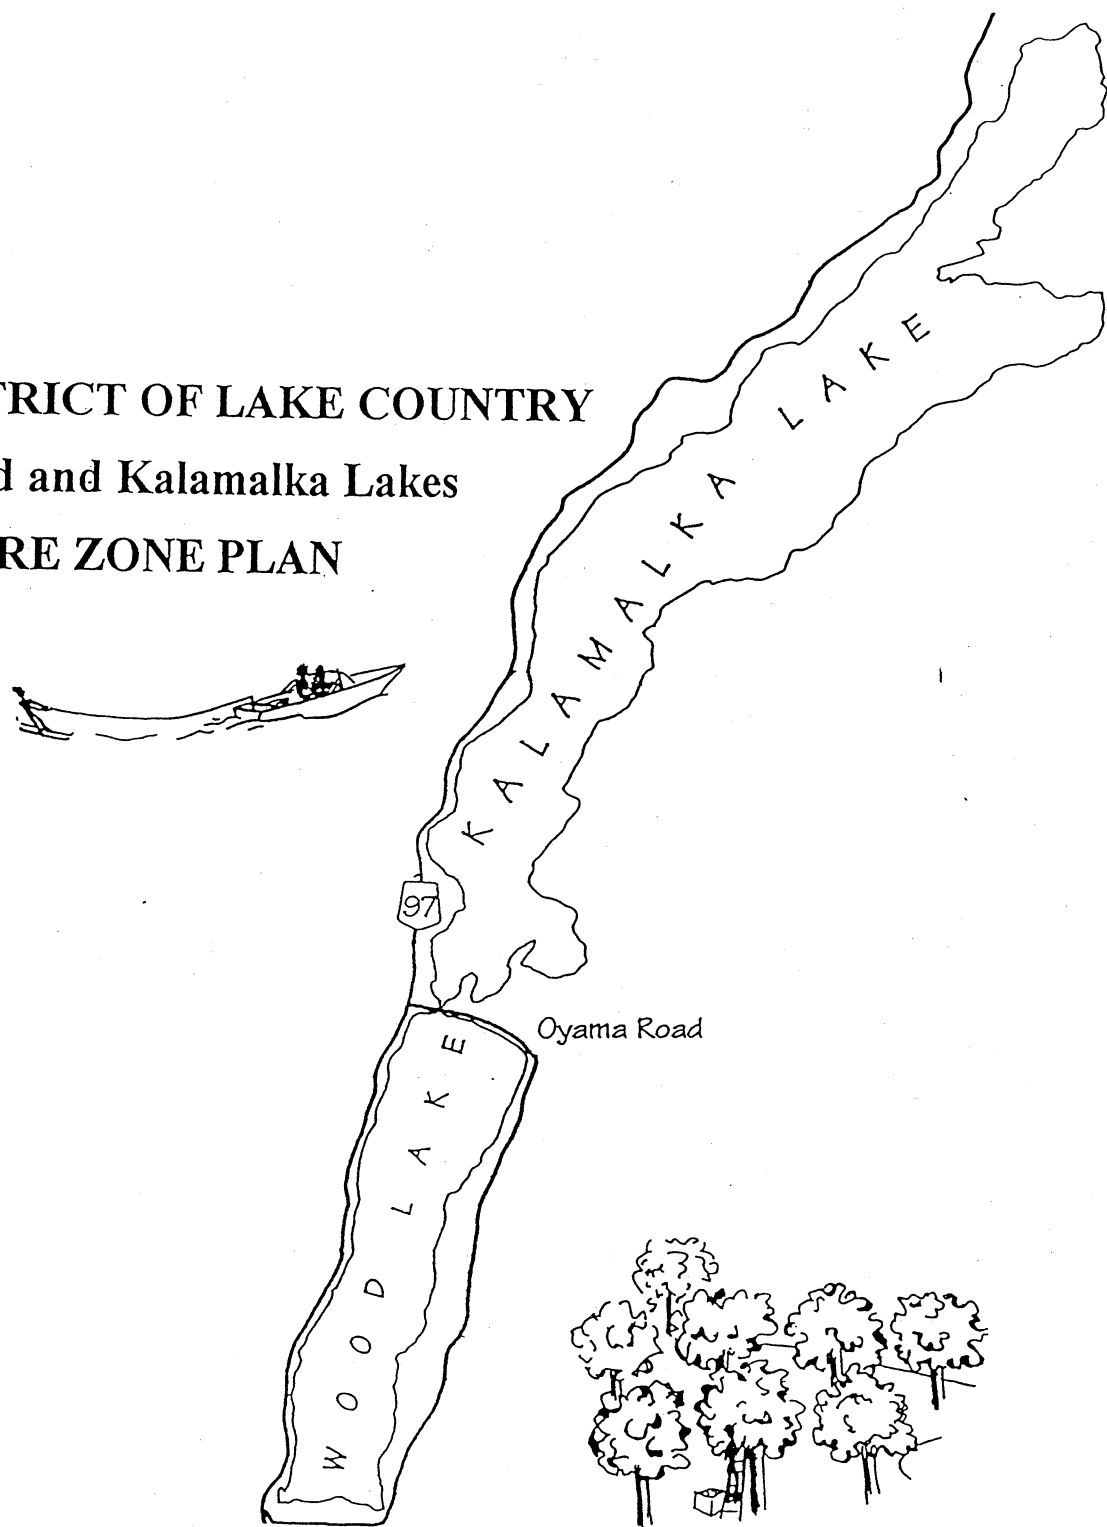 TRICT OF LAKE COUNTRY
d and Kalamalka Lakes
RE ZONE PLAN
KALAMALKA LAKE
97
Oyama Road
WOOD LAKE